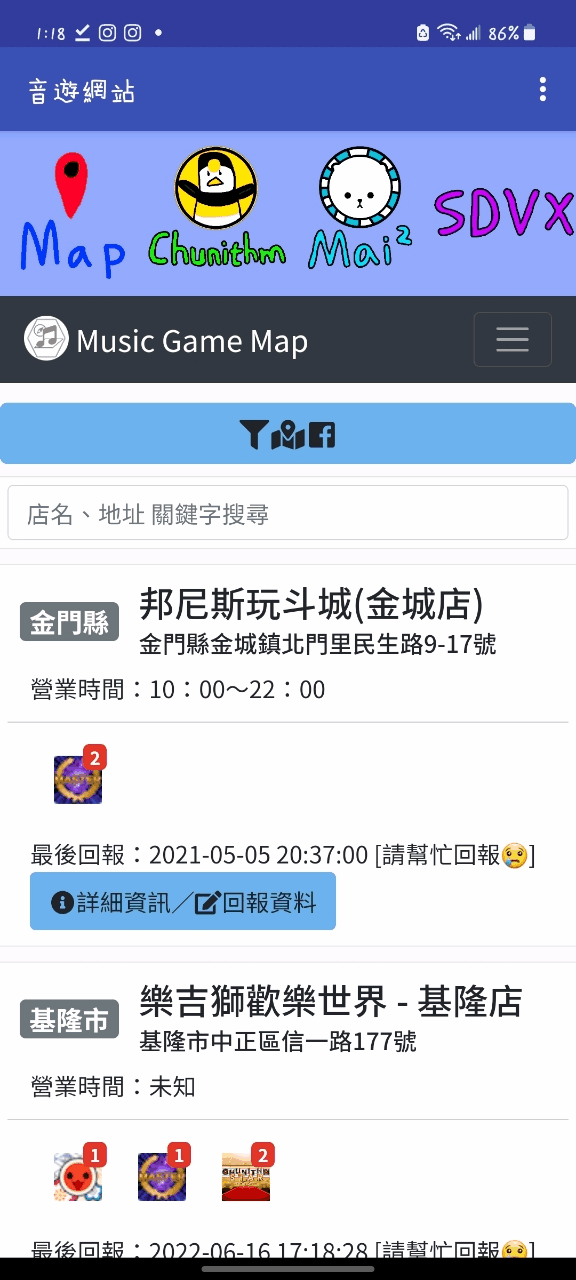 1:18
86%
音遊網站
Map
Chunithm
Mai²
SDVX
Music Game Map
店名、地址 關鍵字搜尋
金門縣
邦尼斯玩斗城(金城店)
金門縣金城鎮北門里民生路9-17號
營業時間：10：00～22：00
2
MASTER
最後回報：2021-05-05 20:37:00 [請幫忙回報😢]
詳細資訊／回報資料
基隆市
樂吉獅歡樂世界 - 基隆店
基隆市中正區信一路177號
營業時間：未知
1
1
2
MASTER
CHUNITHM
最後回報：2022-06-16 17:18:28 [請幫忙回報😢]